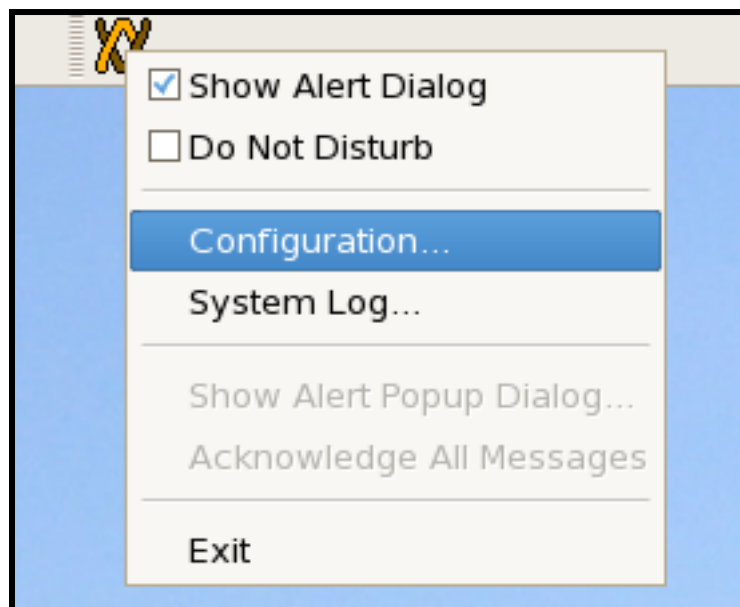 Show Alert Dialog
Do Not Disturb
Configuration...
System Log...
Show Alert Popup Dialog...
Acknowledge All Messages
Exit